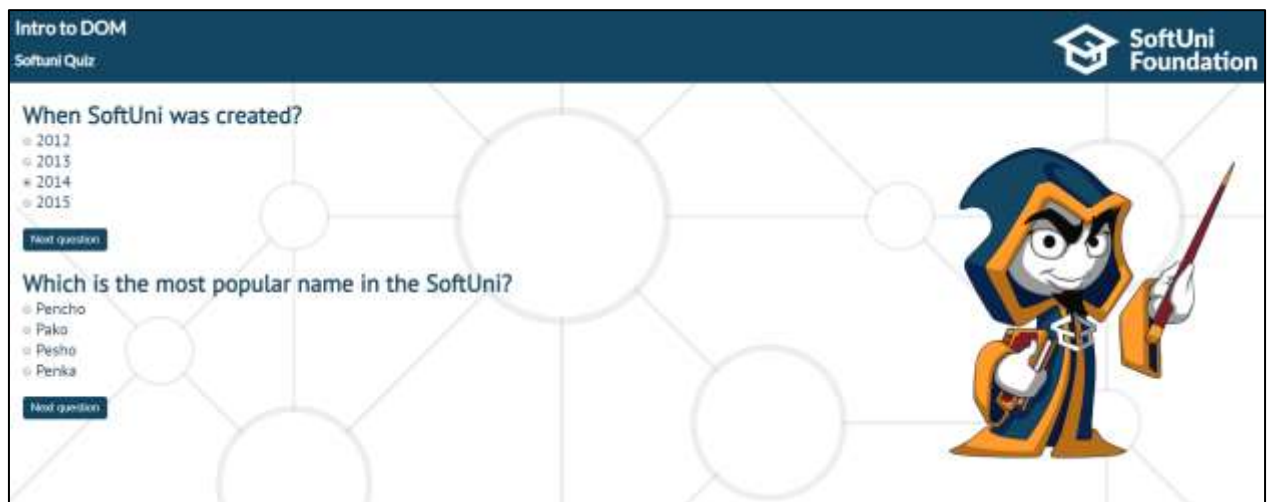 Intro to DOM
Softuni Quiz
SoftUni
Foundation
When SoftUni was created?
2012
2013
2014
2015
Next question
Which is the most popular name in the SoftUni?
Pencho
Pako
Pesho
Penka
Next question